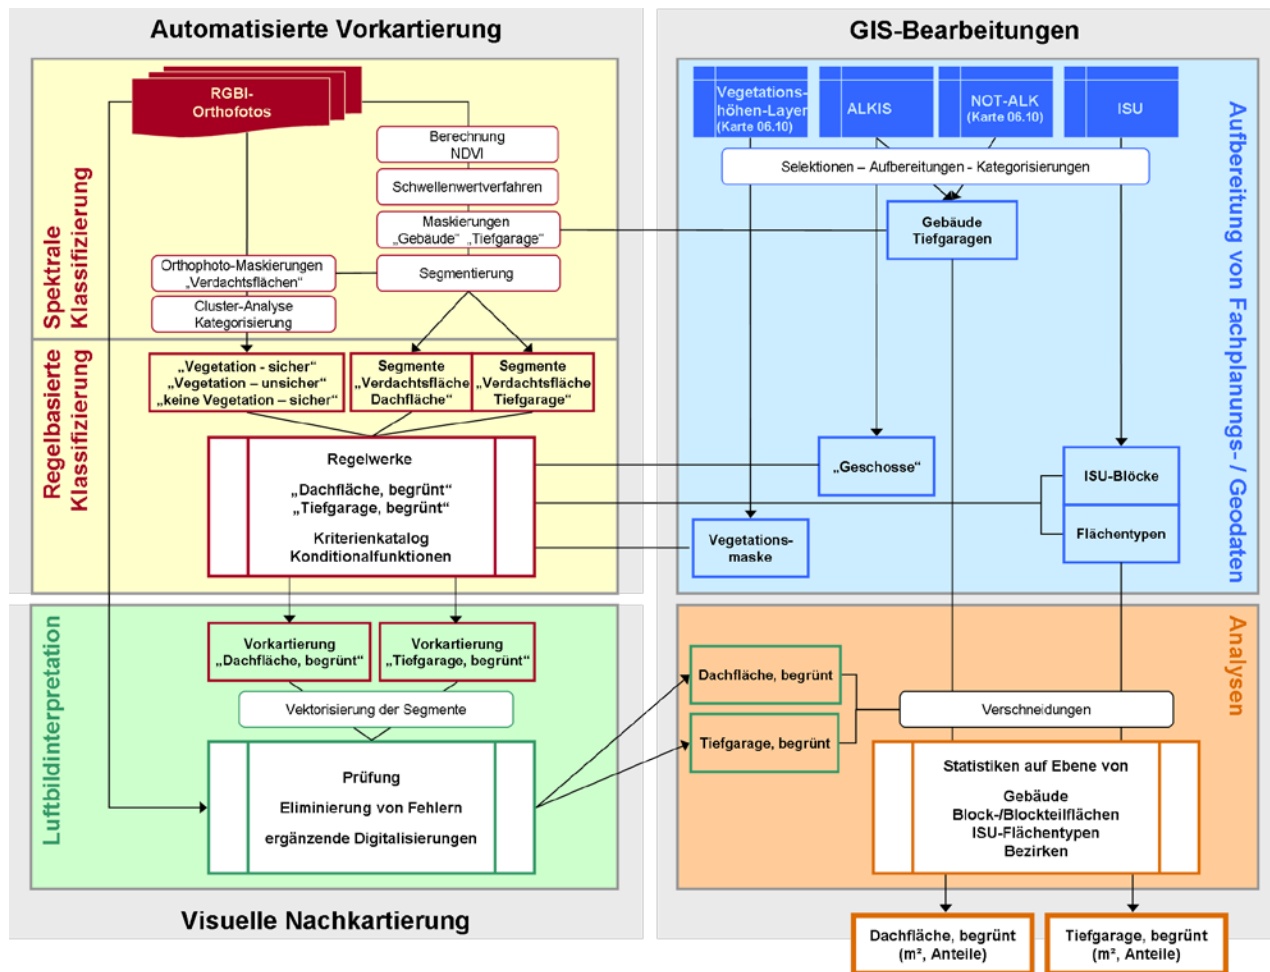 Automatisierte Vorkartierung
Spektrale
Klassifizierung
RGBI-
Orthofotos
Berechnung
NDVI
Schwellenwertverfahren
Maskierungen
„Gebäude“ „Tiefgarage“
Segmentierung
Orthophoto-Maskierungen
„Verdachtsflächen“
Cluster-Analyse
Kategorisierung
Regelbasierte
Klassifizierung
„Vegetation - sicher“
„Vegetation – unsicher“
„keine Vegetation – sicher“
Segmente
„Verdachtsfläche
Dachfläche“
Segmente
„Verdachtsfläche
Tiefgarage“
Regelwerke
„Dachfläche, begrünt“
„Tiefgarage, begrünt“
Kriterienkatalog
Konditionalfunktionen
Luftbildinterpretation
Vorkartierung
„Dachfläche, begrünt“
Vorkartierung
„Tiefgarage, begrünt“
Vektorisierung der Segmente
Prüfung
Eliminierung von Fehlern
ergänzende Digitalisierungen
Visuelle Nachkartierung
GIS-Bearbeitungen
Aufbereitung von Fachplanungs- / Geodaten
Vegetations-
höhen-Layer
(Karte 06.10)
ALKIS
NOT-ALK
(Karte 06.10)
ISU
Selektionen – Aufbereitungen - Kategorisierungen
Gebäude
Tiefgaragen
„Geschosse“
ISU-Blöcke
Flächentypen
Vegetations-
maske
Analysen
Dachfläche, begrünt
Tiefgarage, begrünt
Verschneidungen
Statistiken auf Ebene von
Gebäude
Block-/Blockteilflächen
ISU-Flächentypen
Bezirken
Dachfläche, begrünt
(m², Anteile)
Tiefgarage, begrünt
(m², Anteile)